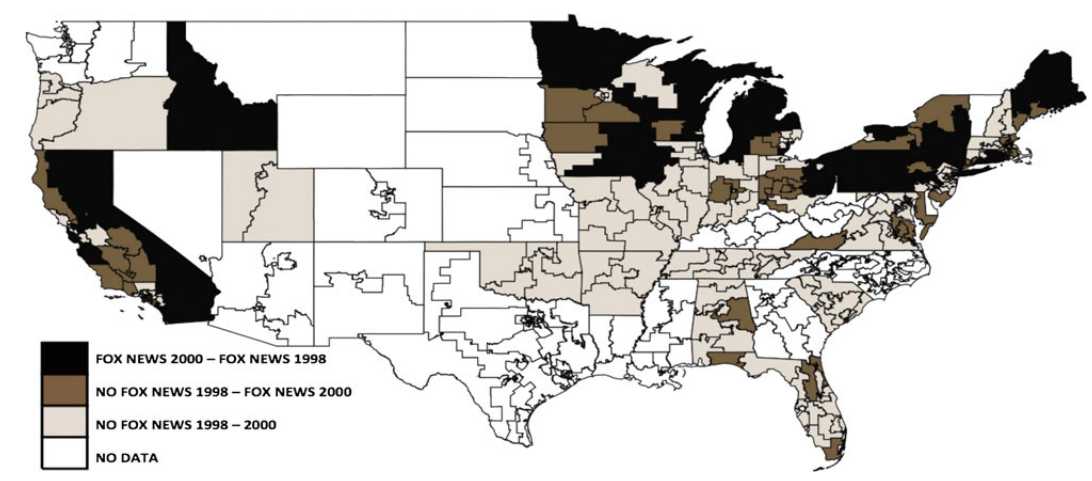 FOX NEWS 2000 – FOX NEWS 1998
NO FOX NEWS 1998 – FOX NEWS 2000
NO FOX NEWS 1998 – 2000
NO DATA